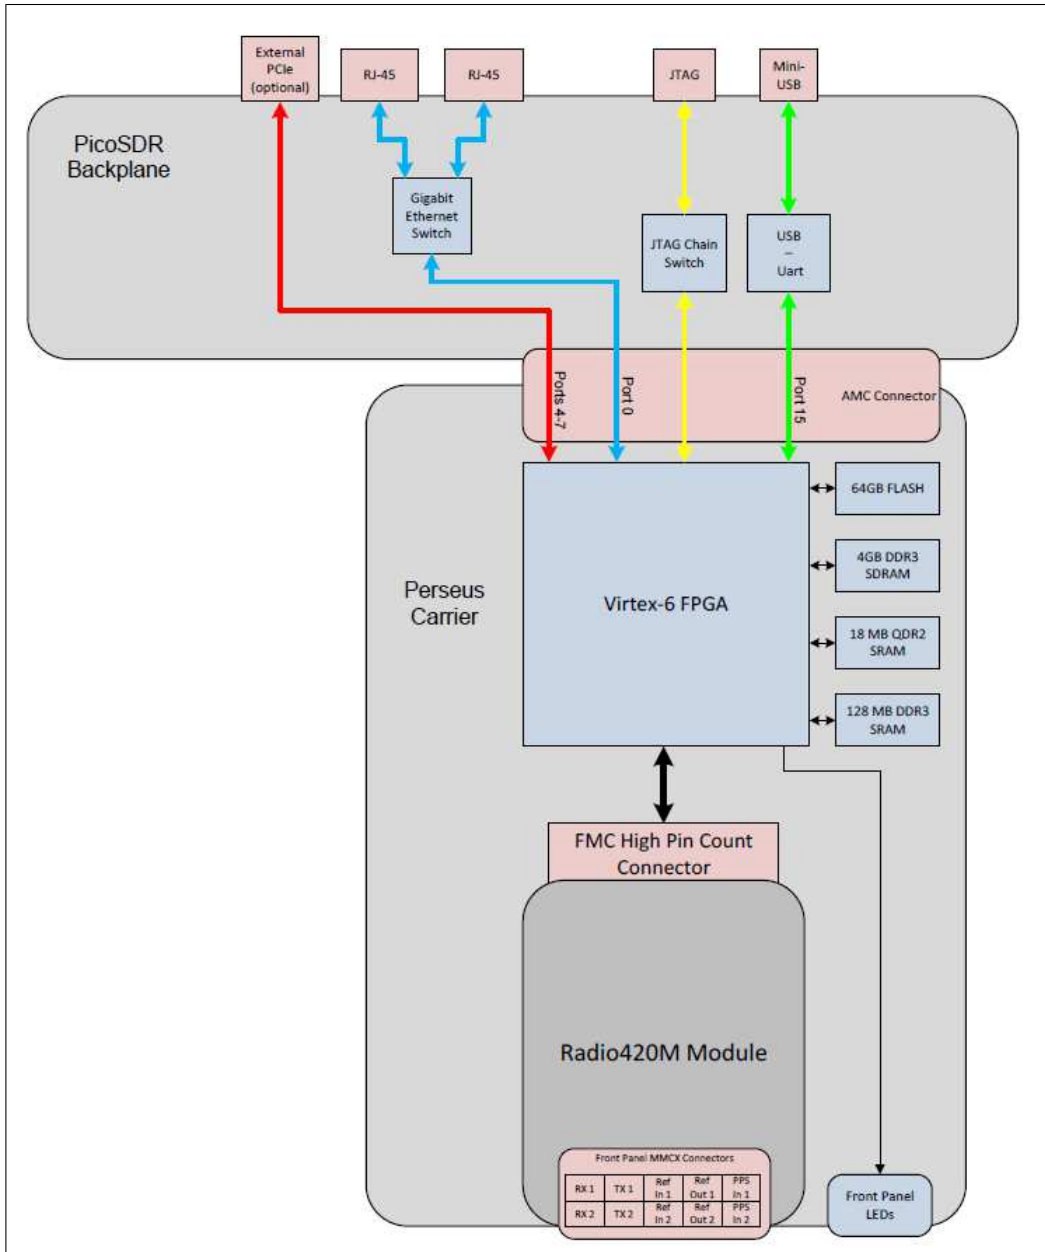 External
PCIe
(optional)
RJ-45
RJ-45
JTAG
Mini-
USB
PicoSDR
Backplane
Gigabit
Ethernet
Switch
JTAG Chain
Switch
USB
–
Uart
Ports 4-7
Port 0
Port 15
AMC Connector
64GB FLASH
4GB DDR3
SDRAM
Perseus
Carrier
Virtex-6 FPGA
18 MB QDR2
SRAM
128 MB DDR3
SRAM
FMC High Pin Count
Connector
Radio420M Module
Front Panel MMCX Connectors
RX 1
TX 1
Ref
In 1
Ref
Out 1
PPS
In 1
RX 2
TX 2
Ref
In 2
Ref
Out 2
PPS
In 2
Front Panel
LEDs